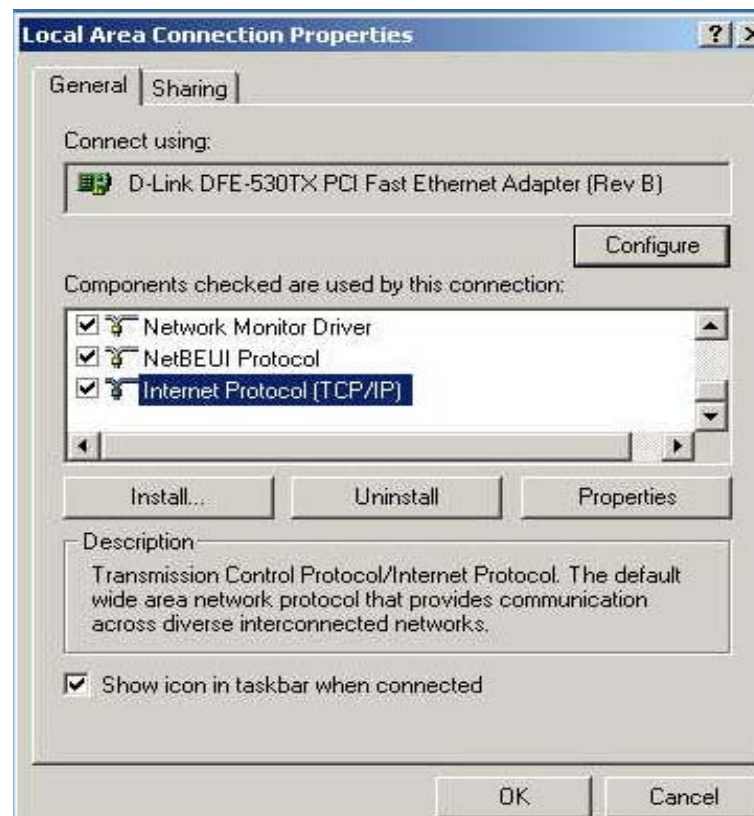 Local Area Connection Properties
General Sharing
Connect using:
D-Link DFE-530TX PCI Fast Ethernet Adapter (Rev B)
Configure
Components checked are used by this connection:
Network Monitor Driver
NetBEUI Protocol
Internet Protocol (TCP/IP)
Install... Uninstall Properties
Description
Transmission Control Protocol/Internet Protocol. The default
wide area network protocol that provides communication
across diverse interconnected networks.
Show icon in taskbar when connected
OK Cancel